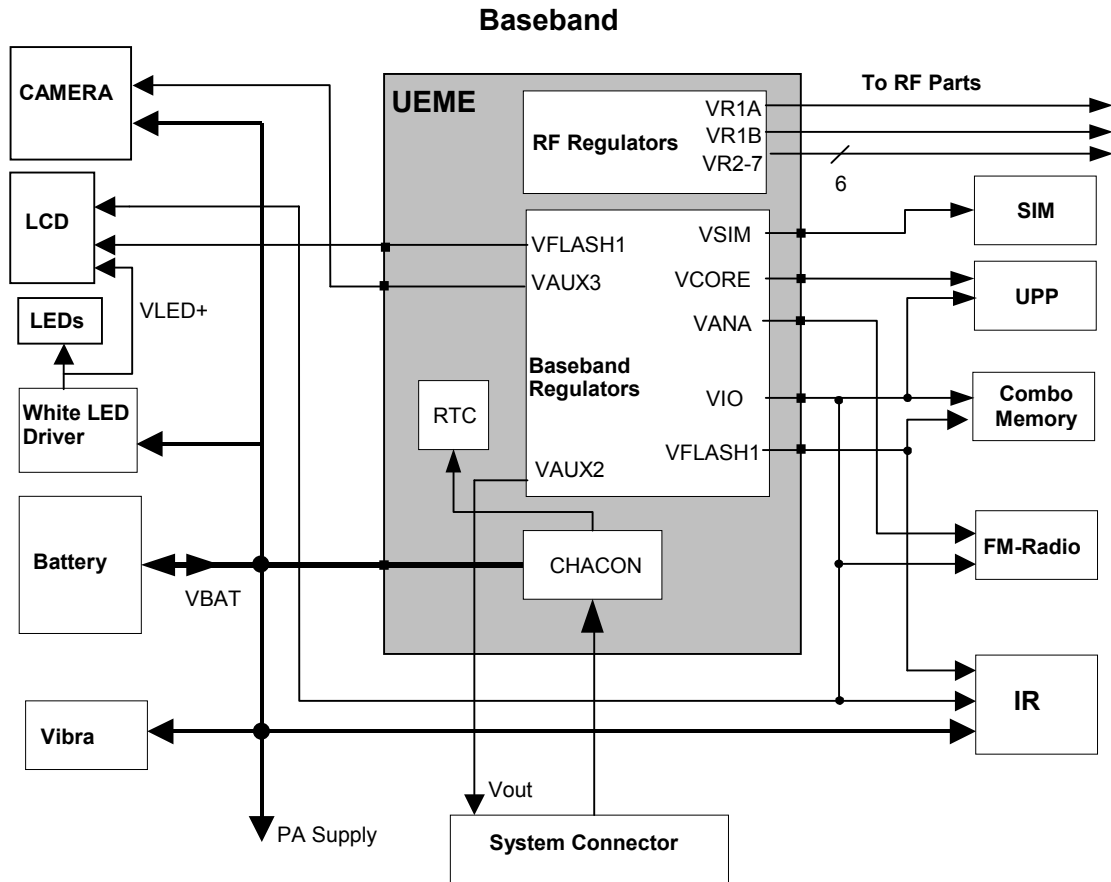 Baseband
CAMERA
UEME
To RF Parts
VR1A
VR1B
RF Regulators
VR2-7
6
LCD
SIM
VFLASH1
VSIM
VAUX3
VCORE
UPP
VLED+
VANA
LEDs
Baseband
Regulators
White LED
Driver
RTC
VIO
Combo
Memory
VFLASH1
VAUX2
Battery
CHACON
FM-Radio
VBAT
IR
Vibra
Vout
PA Supply
System Connector